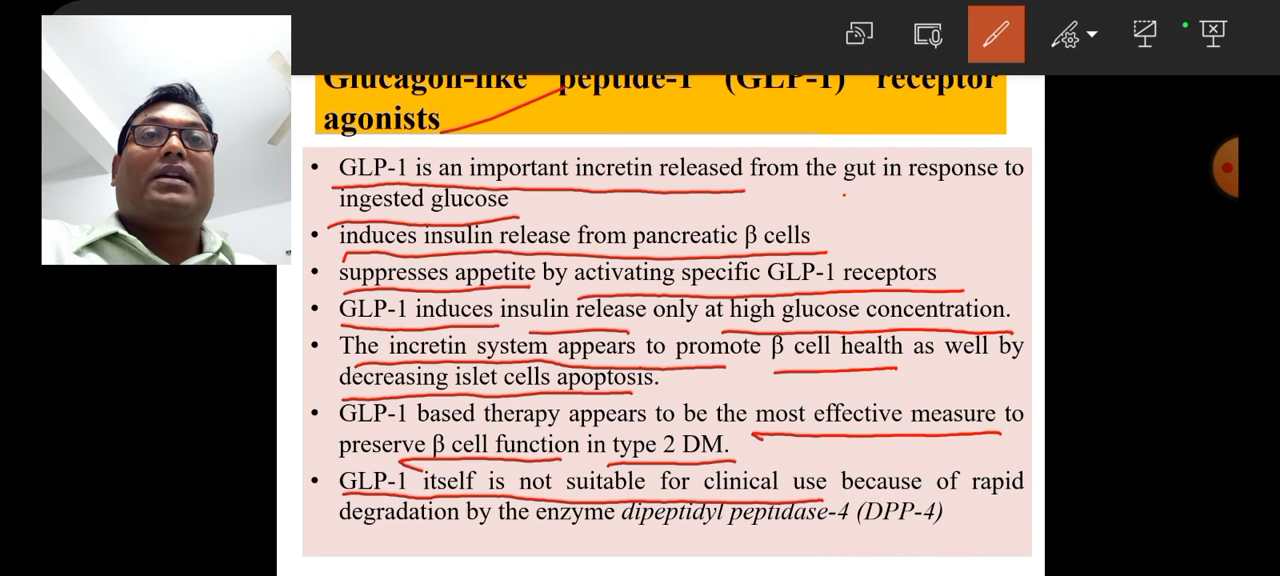 Glucagon-like peptide-1 (GLP-1) receptor
agonists
• GLP-1 is an important incretin released from the gut in response to
ingested glucose
• induces insulin release from pancreatic β cells
• suppresses appetite by activating specific GLP-1 receptors
• GLP-1 induces insulin release only at high glucose concentration.
• The incretin system appears to promote β cell health as well by
decreasing islet cells apoptosis.
• GLP-1 based therapy appears to be the most effective measure to
preserve β cell function in type 2 DM.
• GLP-1 itself is not suitable for clinical use because of rapid
degradation by the enzyme dipeptidyl peptidase-4 (DPP-4)